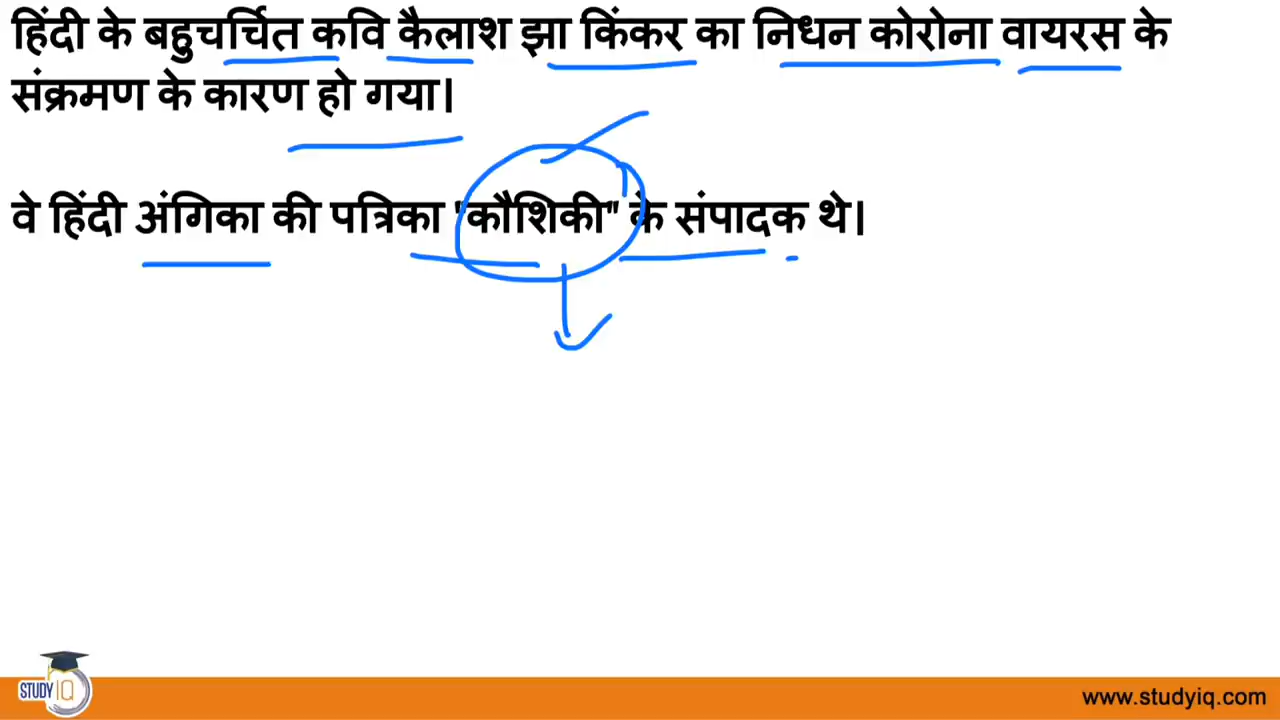 हिंदी के बहुचर्चित कवि कैलाश झा किंकर का निधन कोरोना वायरस के
संक्रमण के कारण हो गया।
वे हिंदी अंगिका की पत्रिका "कौशिकी" के संपादक थे।
STUDY IQ
www.studyiq.com